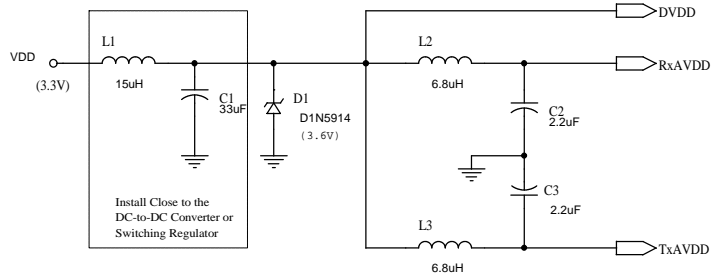 DVDD
L1
L2
VDD
RxAVDD
(3.3V)
15uH
6.8uH
C1
33uF
D1
D1N5914
(3.6V)
C2
2.2uF
C3
2.2uF
Install Close to the
DC-to-DC Converter or
Switching Regulator
L3
TxAVDD
6.8uH